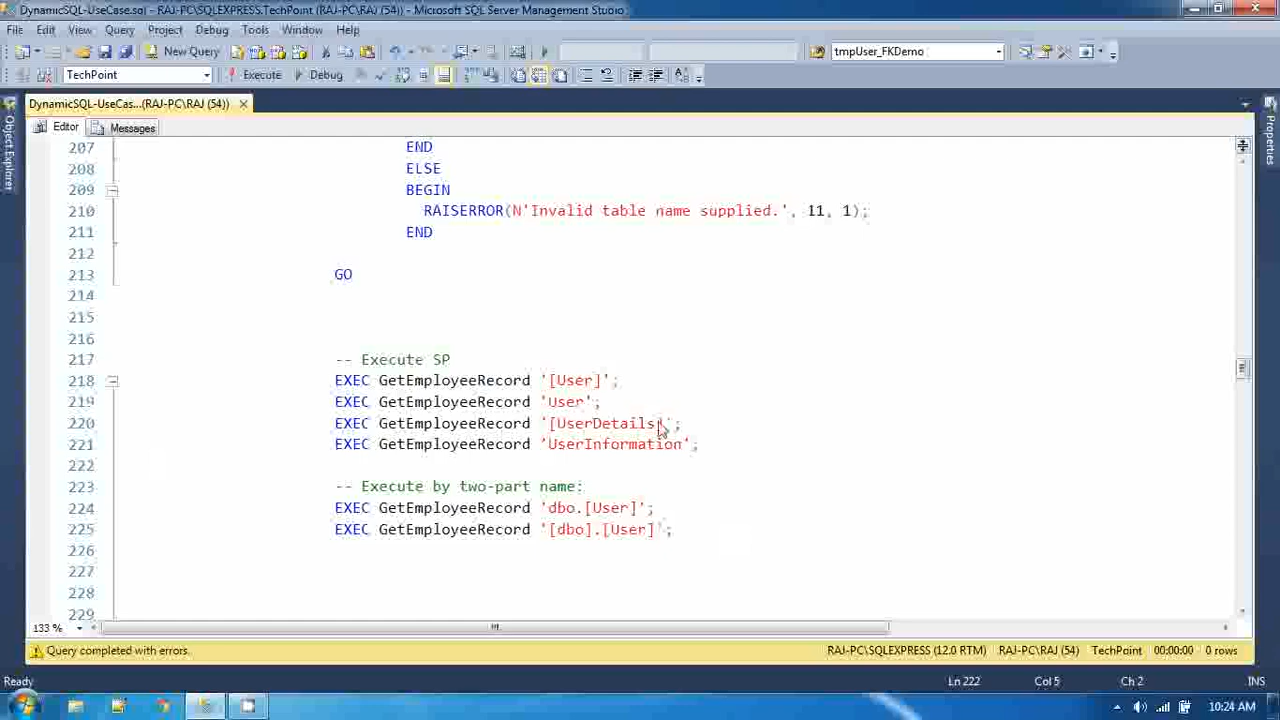 DynamicSQL-UseCase.sql - RAJ-PC\SQLEXPRESS.TechPoint (RAJ-PC\RAJ (54)) - Microsoft SQL Server Management Studio
File Edit View Query Project Debug Tools Window Help
New Query tmpUser_FKDemo
TechPoint Execute Debug
DynamicSQL-UseCas...(RAJ-PC\RAJ (54))
Object Explorer
Properties
Editor Messages
207 END
208 ELSE
209 BEGIN
210 RAISERROR(N'Invalid table name supplied.', 11, 1);
211 END
212
213 GO
214
215
216
217 -- Execute SP
218 EXEC GetEmployeeRecord '[User]';
219 EXEC GetEmployeeRecord 'User';
220 EXEC GetEmployeeRecord '[UserDetails]';
221 EXEC GetEmployeeRecord 'UserInformation';
222
223 -- Execute by two-part name:
224 EXEC GetEmployeeRecord 'dbo.[User]';
225 EXEC GetEmployeeRecord '[dbo].[User]';
226
227
228
229
133 %
Query completed with errors. RAJ-PC\SQLEXPRESS (12.0 RTM) RAJ-PC\RAJ (54) TechPoint 00:00:00 0 rows
Ready Ln 222 Col 5 Ch 2 INS
10:24 AM